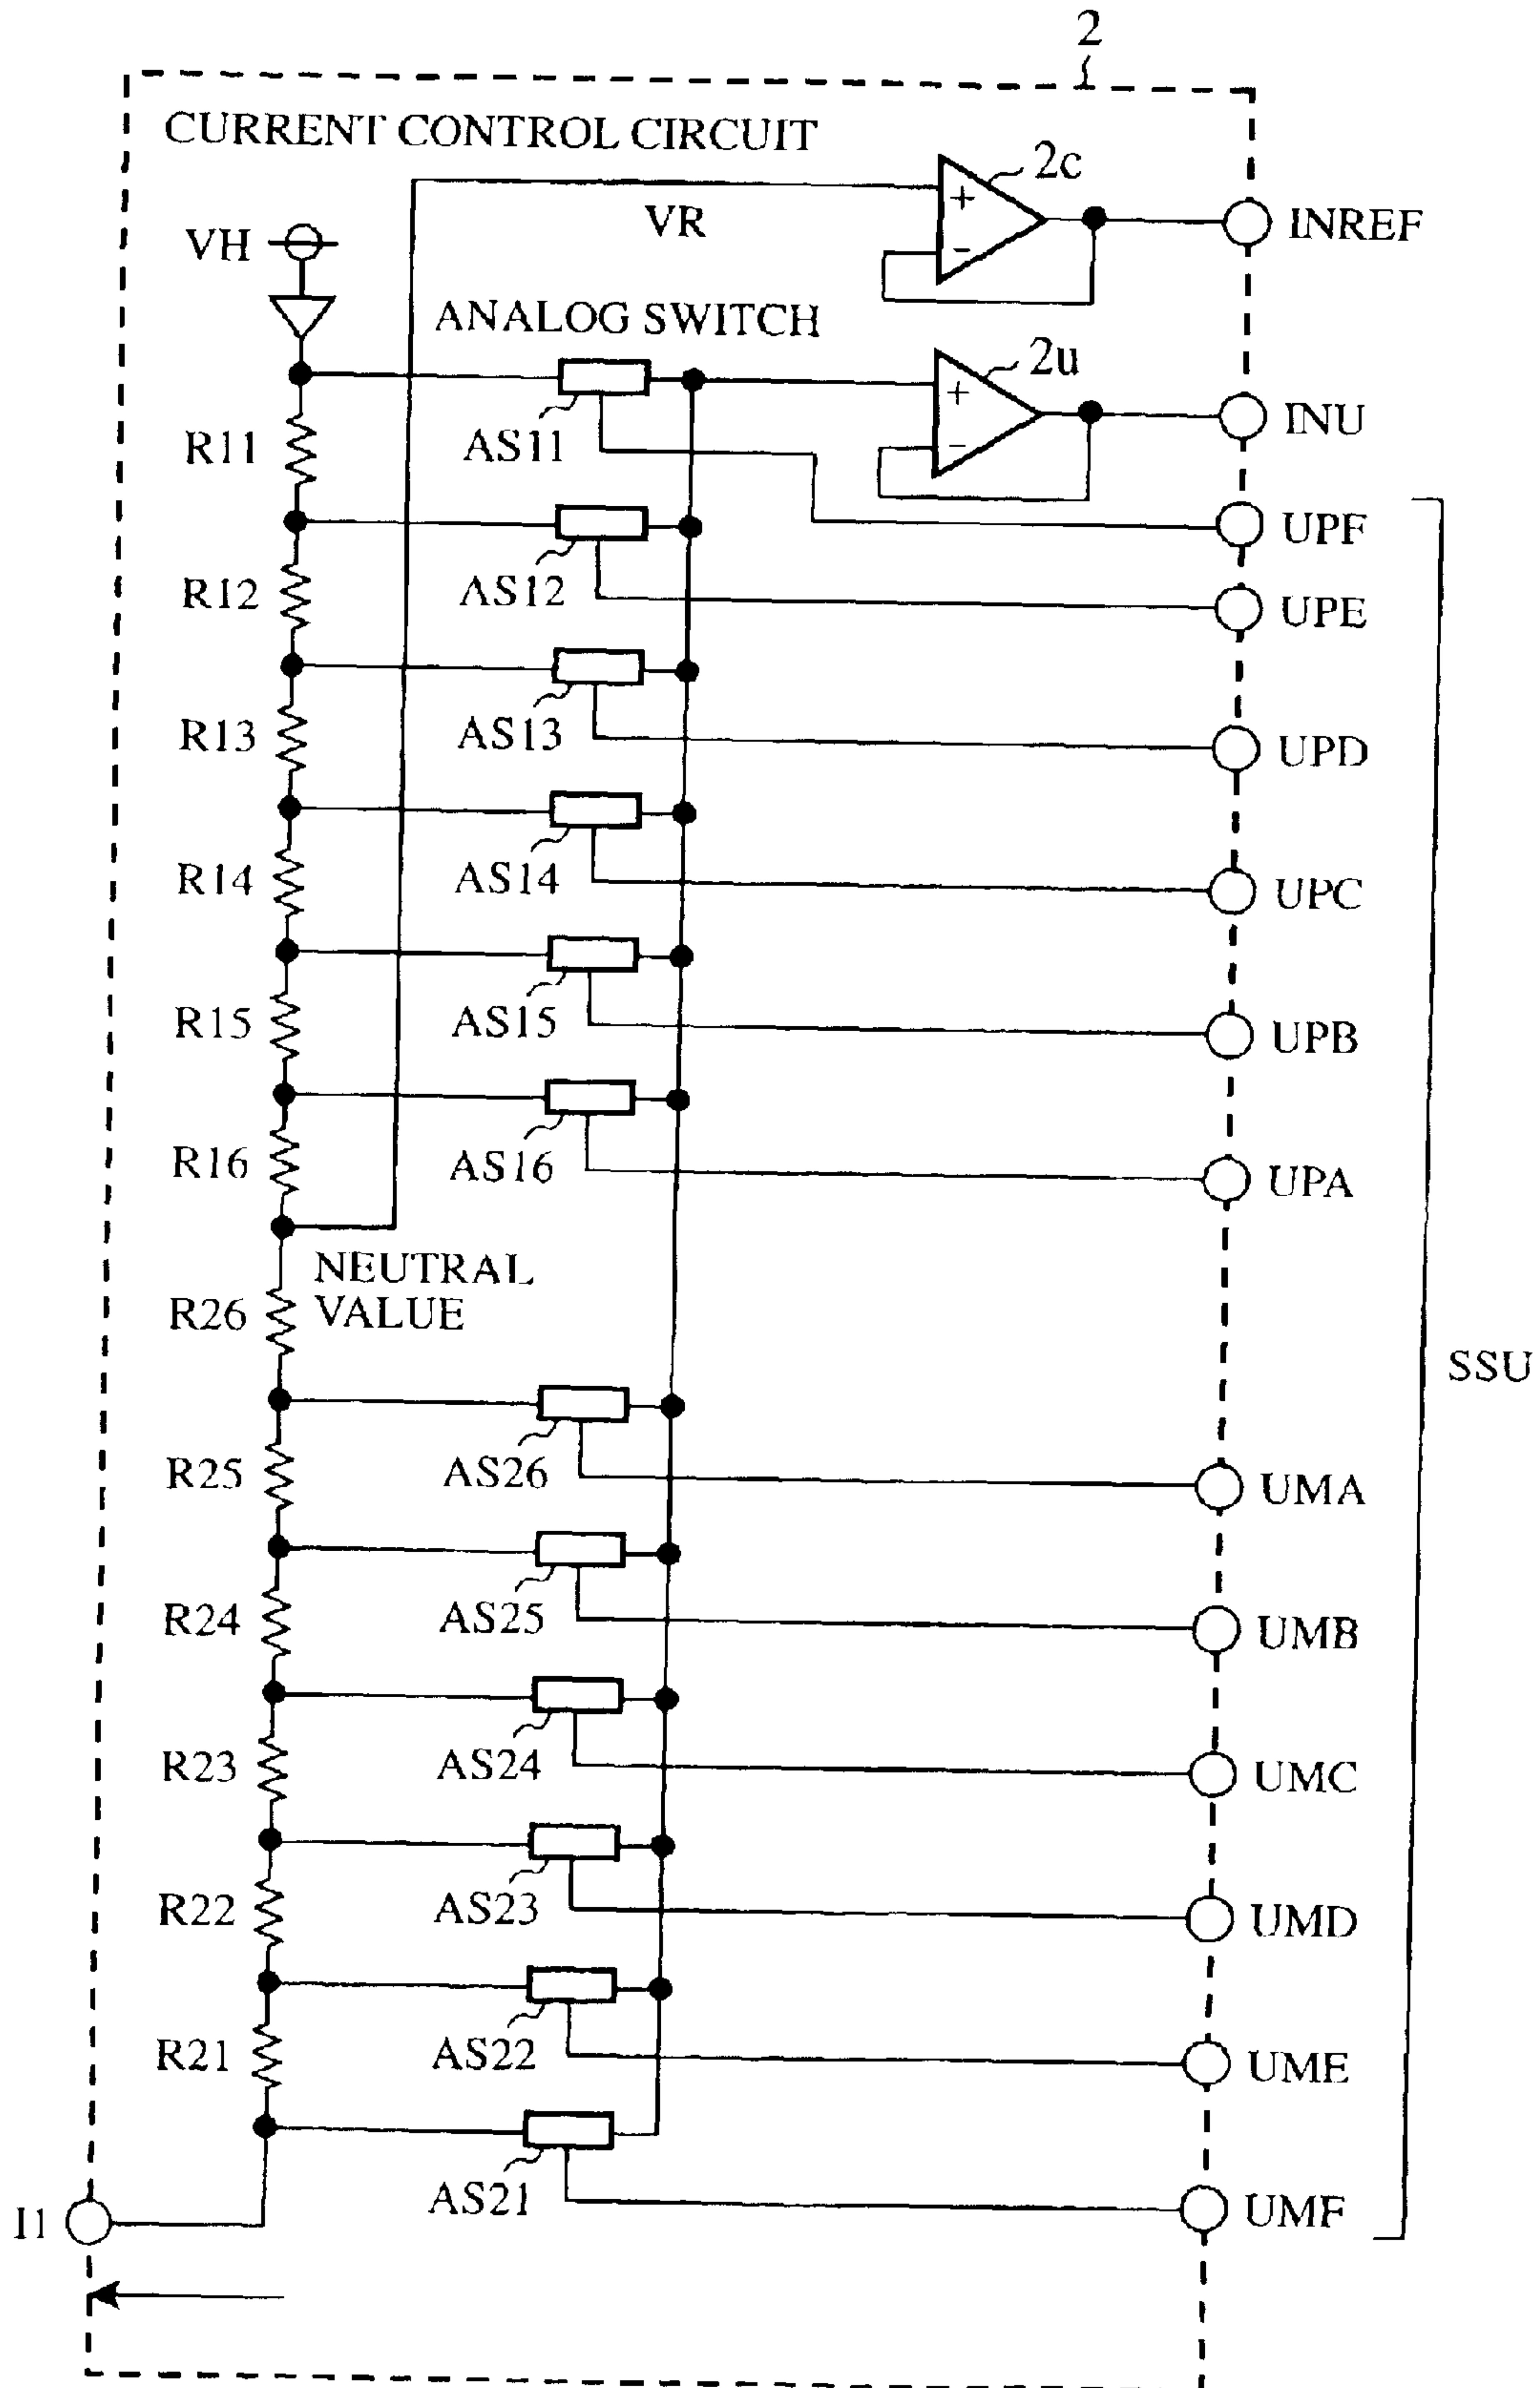 2
CURRENT CONTROL CIRCUIT
2c
+
−
VR
INREF
VH
ANALOG SWITCH
2u
+
−
INU
R11
AS11
UPF
R12
AS12
UPE
R13
AS13
UPD
R14
AS14
UPC
R15
AS15
UPB
R16
AS16
UPA
NEUTRAL
VALUE
R26
SSU
AS26
R25
UMA
AS25
R24
UMB
AS24
R23
UMC
AS23
R22
UMD
AS22
R21
UME
AS21
UMF
I1